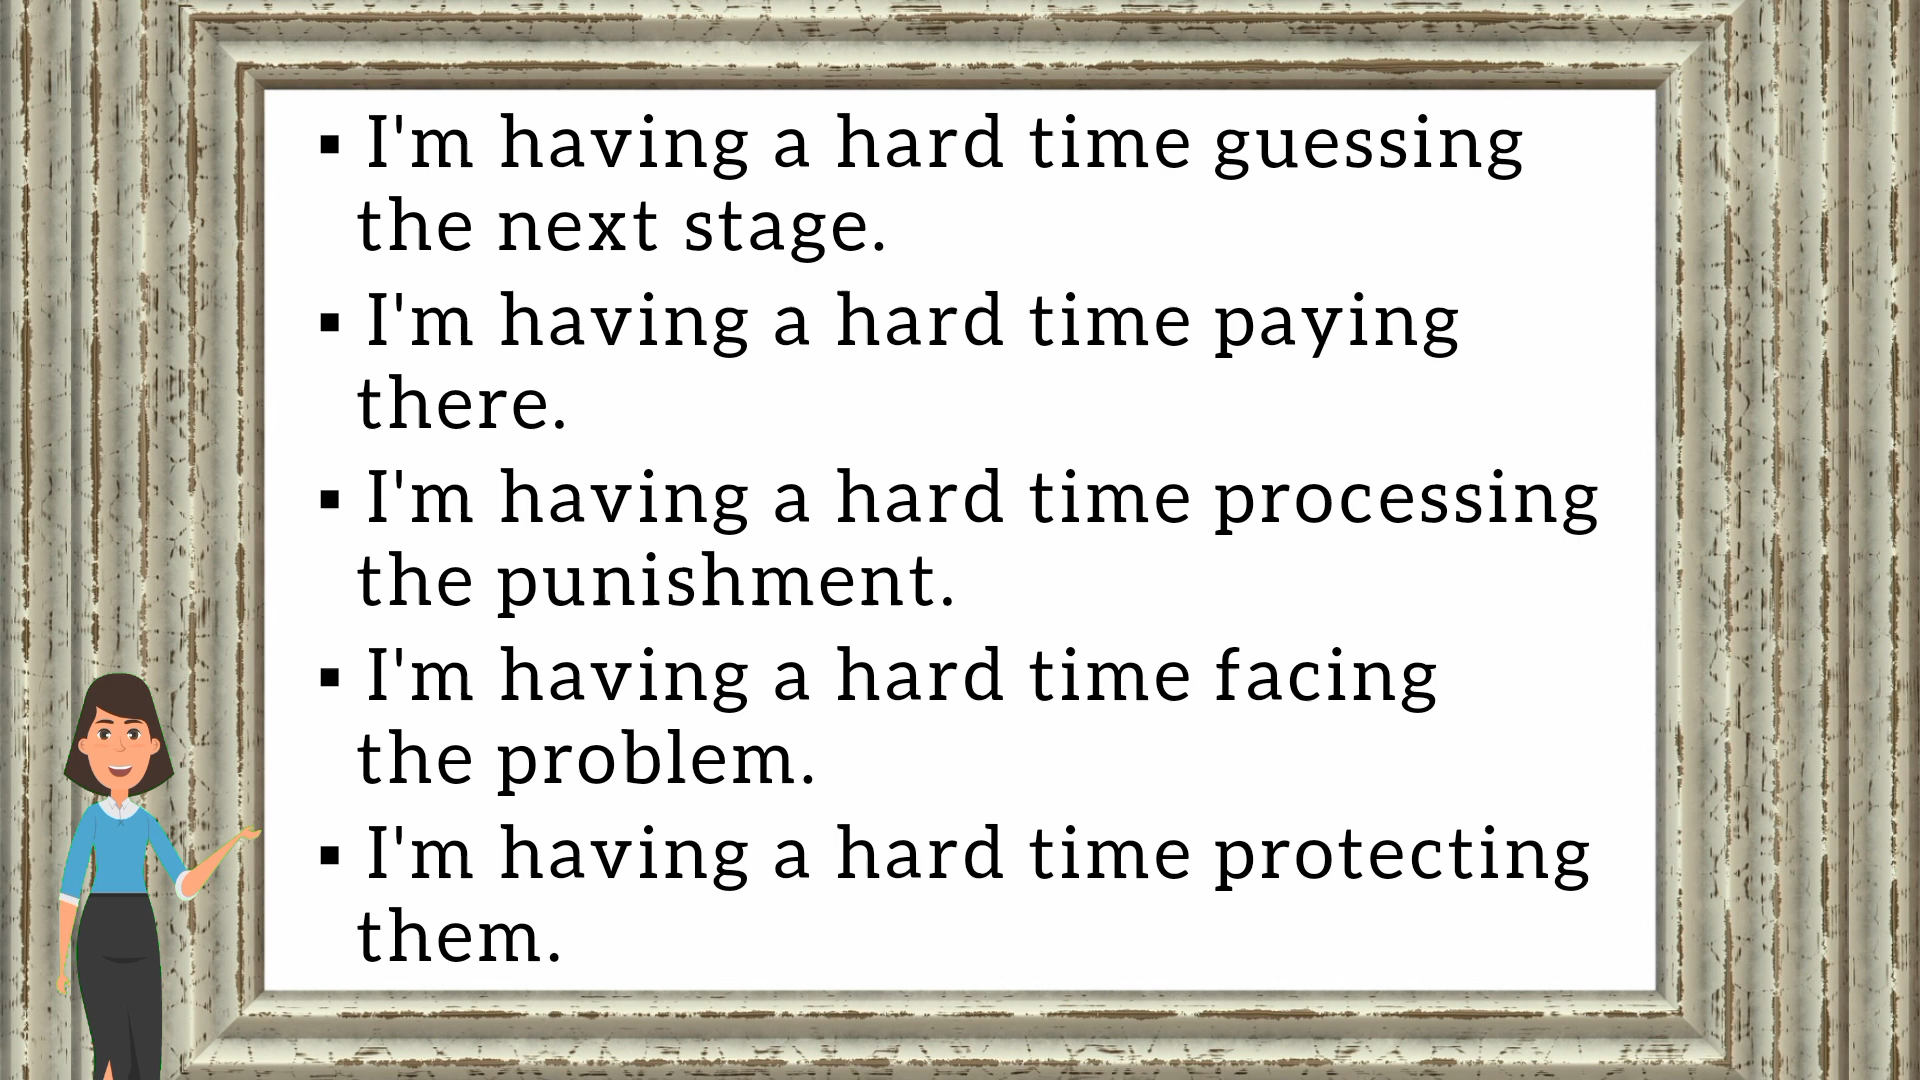 ▪ I'm having a hard time guessing
the next stage.
▪ I'm having a hard time paying
there.
▪ I'm having a hard time processing
the punishment.
▪ I'm having a hard time facing
the problem.
▪ I'm having a hard time protecting
them.